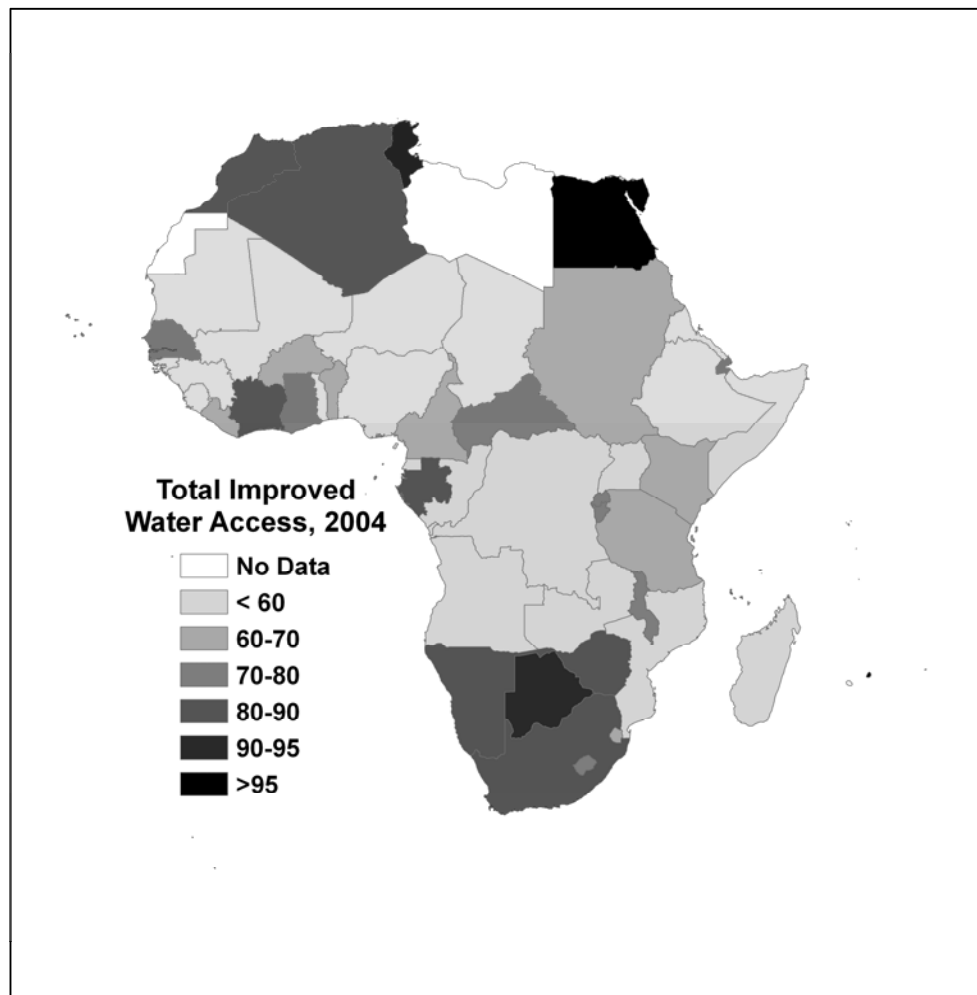 Total Improved
Water Access, 2004
No Data
< 60
60-70
70-80
80-90
90-95
>95